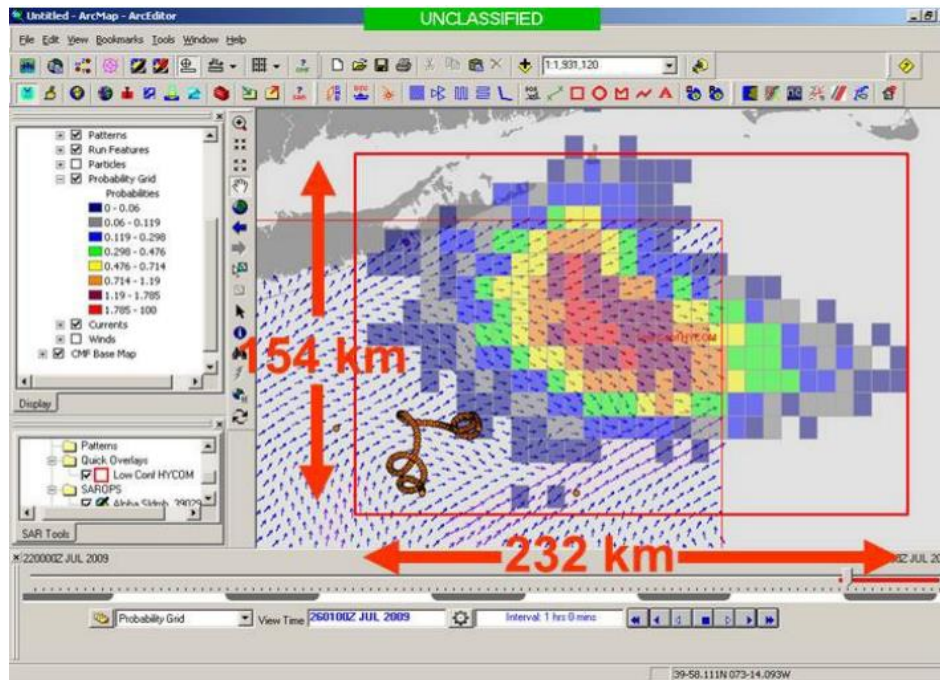 Untitled - ArcMap - ArcEditor
UNCLASSIFIED
File Edit View Bookmarks Tools Window Help
1:1,931,120
Patterns
Run Features
Particles
Probability Grid
Probabilities
0 - 0.06
0.06 - 0.119
0.119 - 0.298
0.298 - 0.476
0.476 - 0.714
0.714 - 1.19
1.19 - 1.785
1.785 - 100
Currents
Winds
CMF Base Map
Display
154 km
Patterns
Quick Overlays
Low Conf HYCOM
SAROPS
SAR Tools
232 km
220000Z JUL 2009
Probability Grid
View Time
260100Z JUL 2009
Interval: 1 hrs 0 mins
39-58.111N 073-14.093W